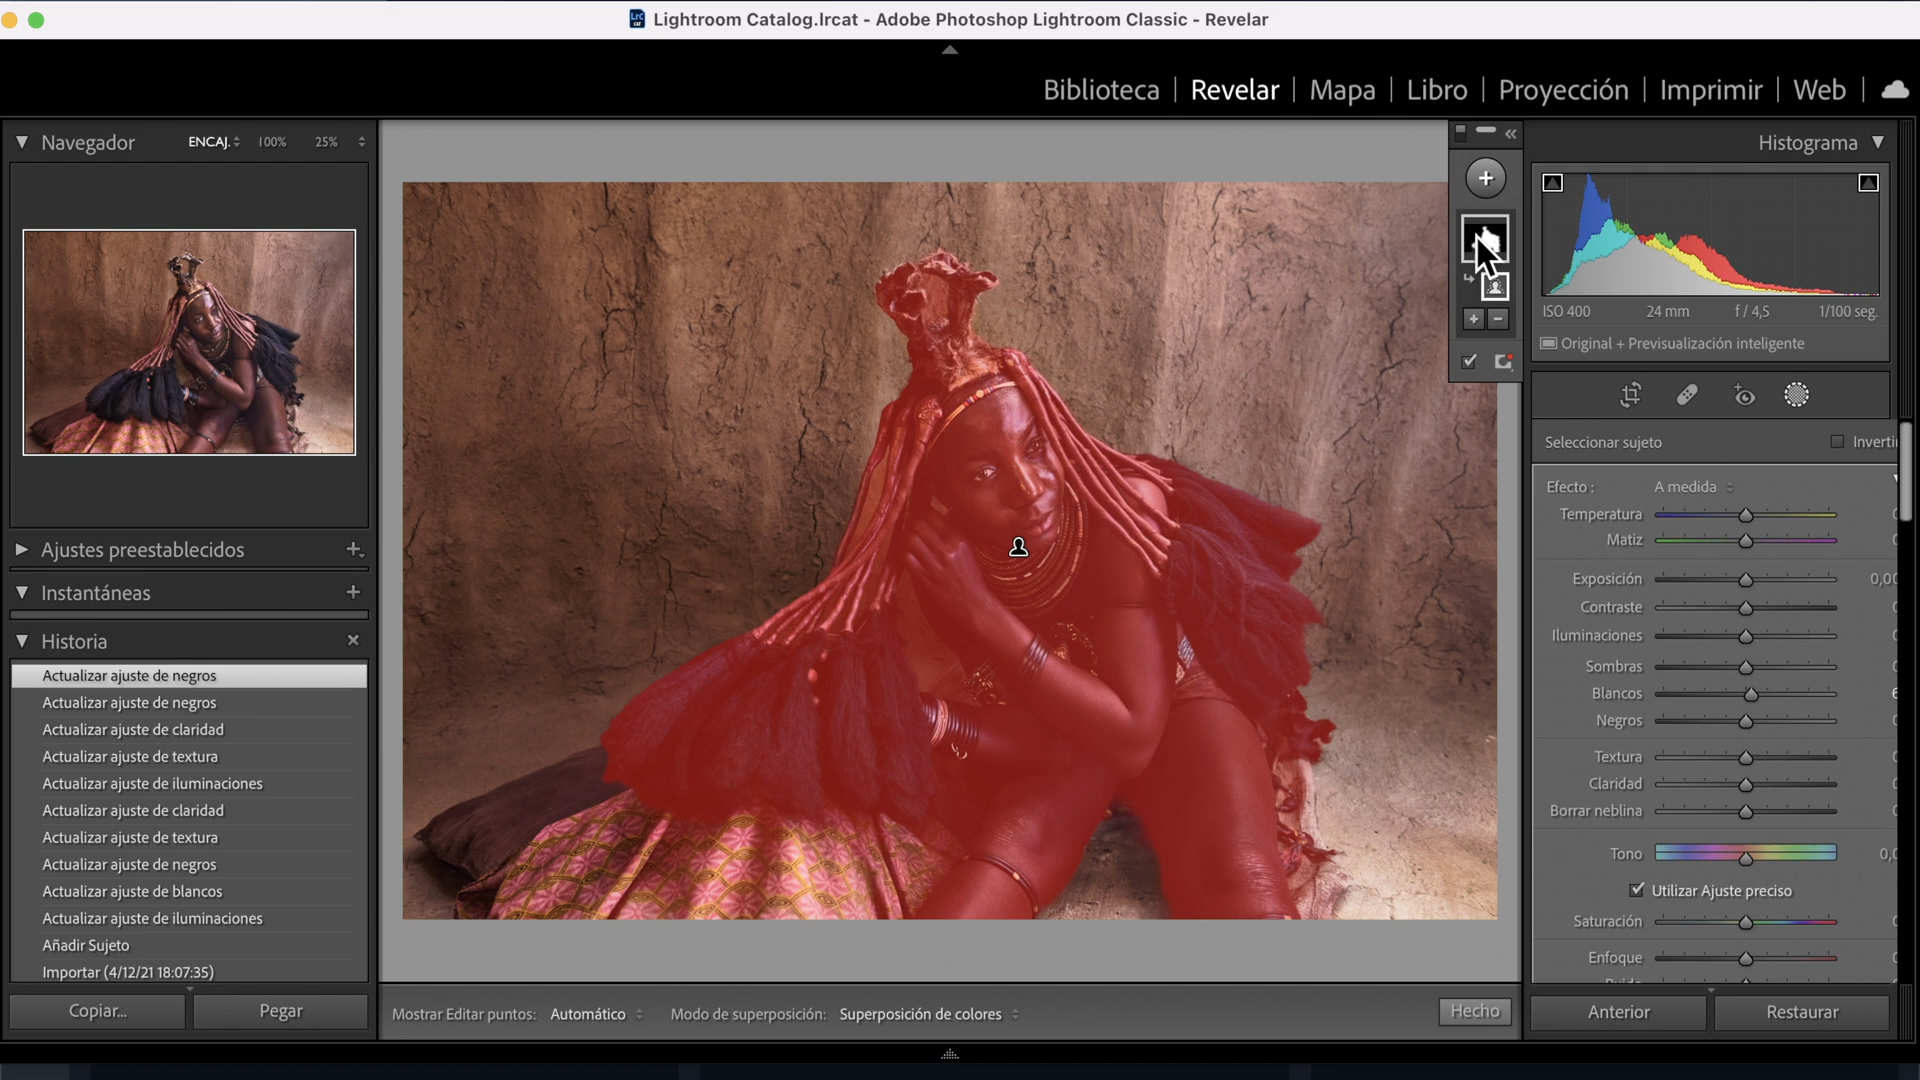 Lightroom Catalog.lrcat - Adobe Photoshop Lightroom Classic - Revelar
Biblioteca | Revelar | Mapa | Libro | Proyección | Imprimir | Web
Navegador ENCAJ. 100% 25%
Ajustes preestablecidos
Instantáneas
Historia
Actualizar ajuste de negros
Actualizar ajuste de negros
Actualizar ajuste de claridad
Actualizar ajuste de textura
Actualizar ajuste de iluminaciones
Actualizar ajuste de claridad
Actualizar ajuste de textura
Actualizar ajuste de negros
Actualizar ajuste de blancos
Actualizar ajuste de iluminaciones
Añadir Sujeto
Importar (4/12/21 18:07:35)
Copiar... Pegar
Mostrar Editar puntos: Automático Modo de superposición: Superposición de colores Hecho
Histograma
ISO 400 24 mm f / 4,5 1/100 seg.
Original + Previsualización inteligente
Seleccionar sujeto Inverti
Efecto : A medida
Temperatura
Matiz
Exposición 0,00
Contraste
Iluminaciones
Sombras
Blancos 6
Negros
Textura
Claridad
Borrar neblina
Tono 0,0
Utilizar Ajuste preciso
Saturación
Enfoque
Anterior Restaurar